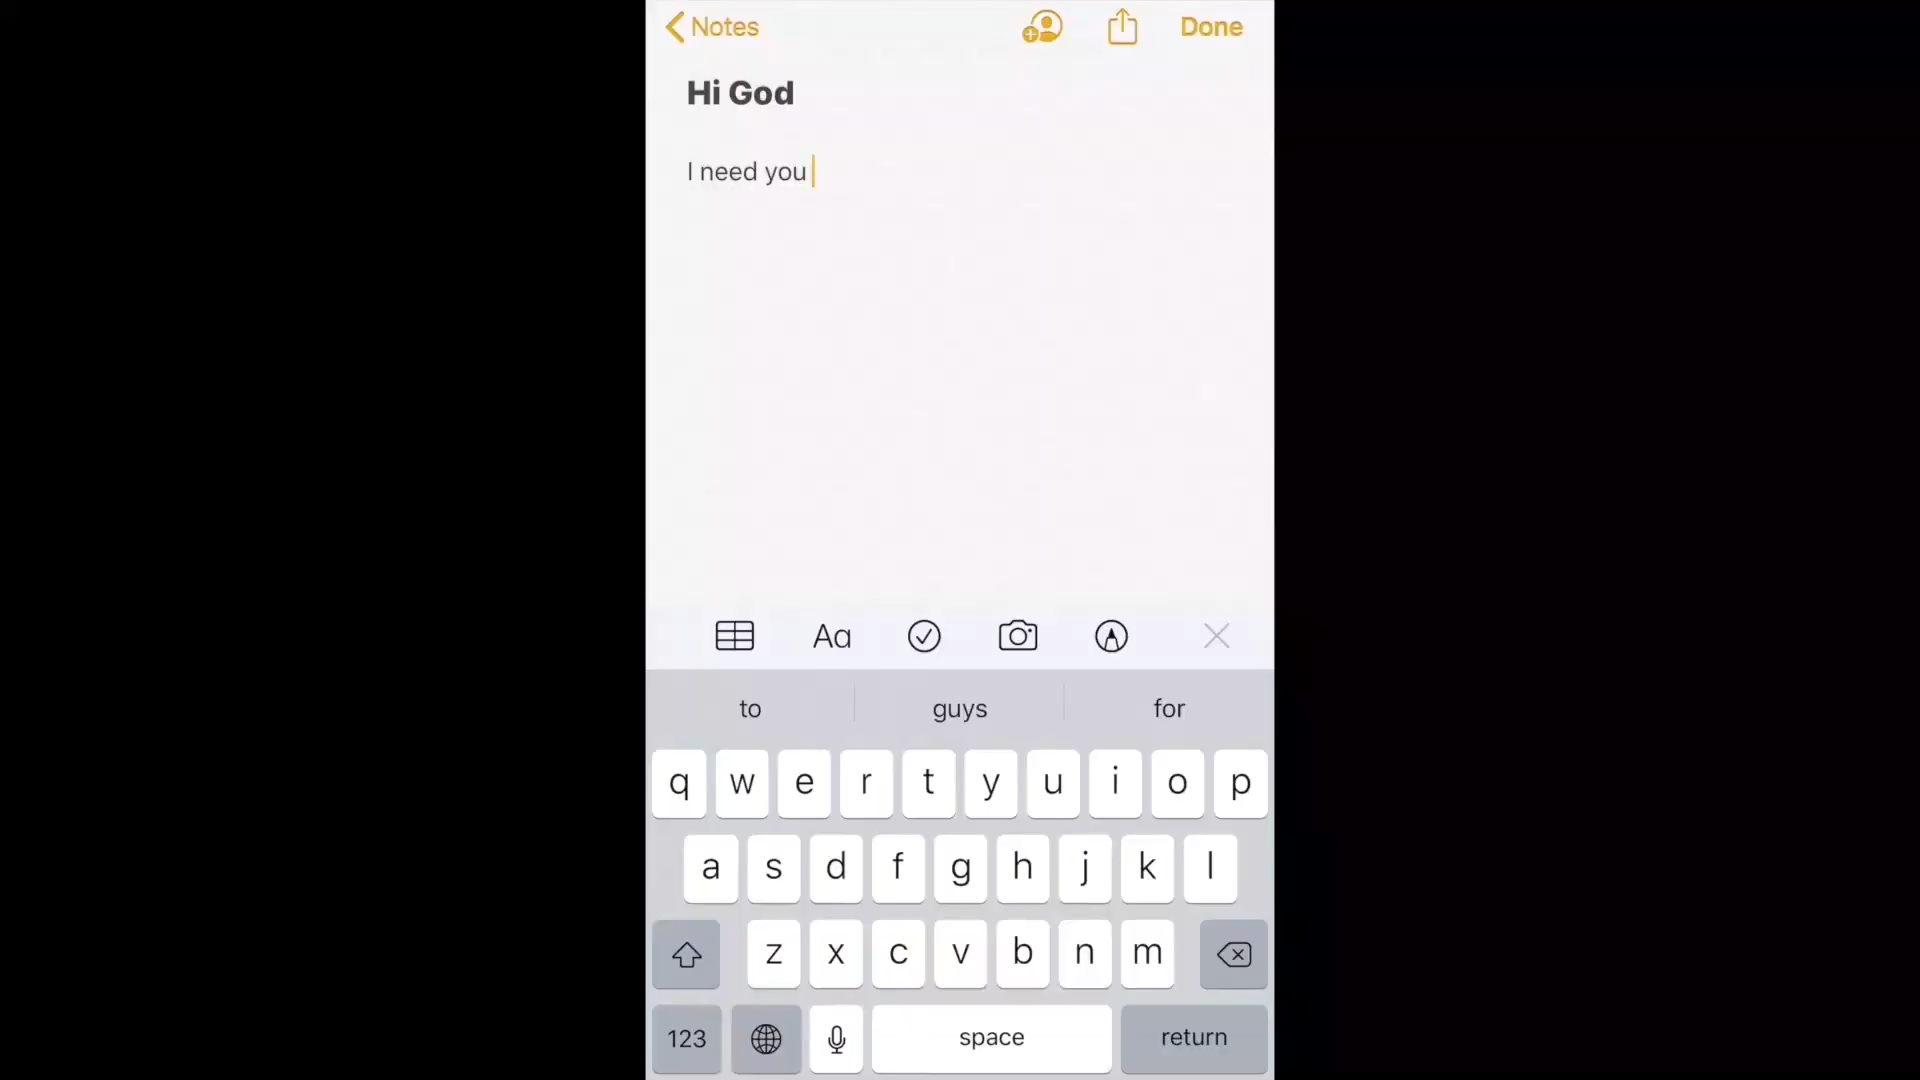 Notes Done
Hi God
I need you
Aa
to guys for
q w e r t y u i o p
a s d f g h j k l
z x c v b n m
123 space return